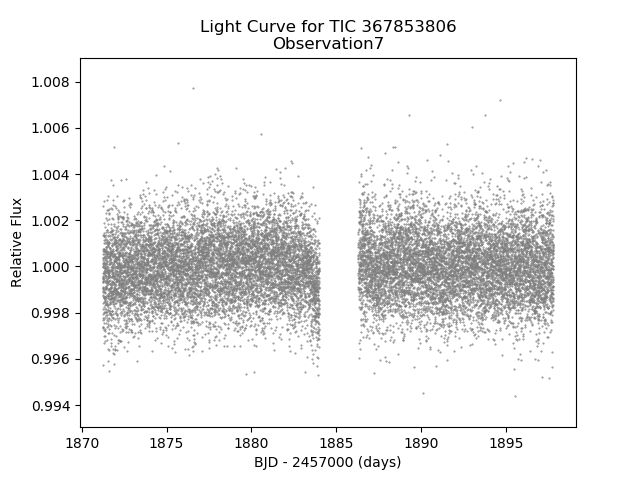 Light Curve for TIC 367853806
Observation7
1.008
1.006
1.004
1.002
1.000
0.998
0.996
0.994
Relative Flux
1870 1875 1880 1885 1890 1895
BJD - 2457000 (days)